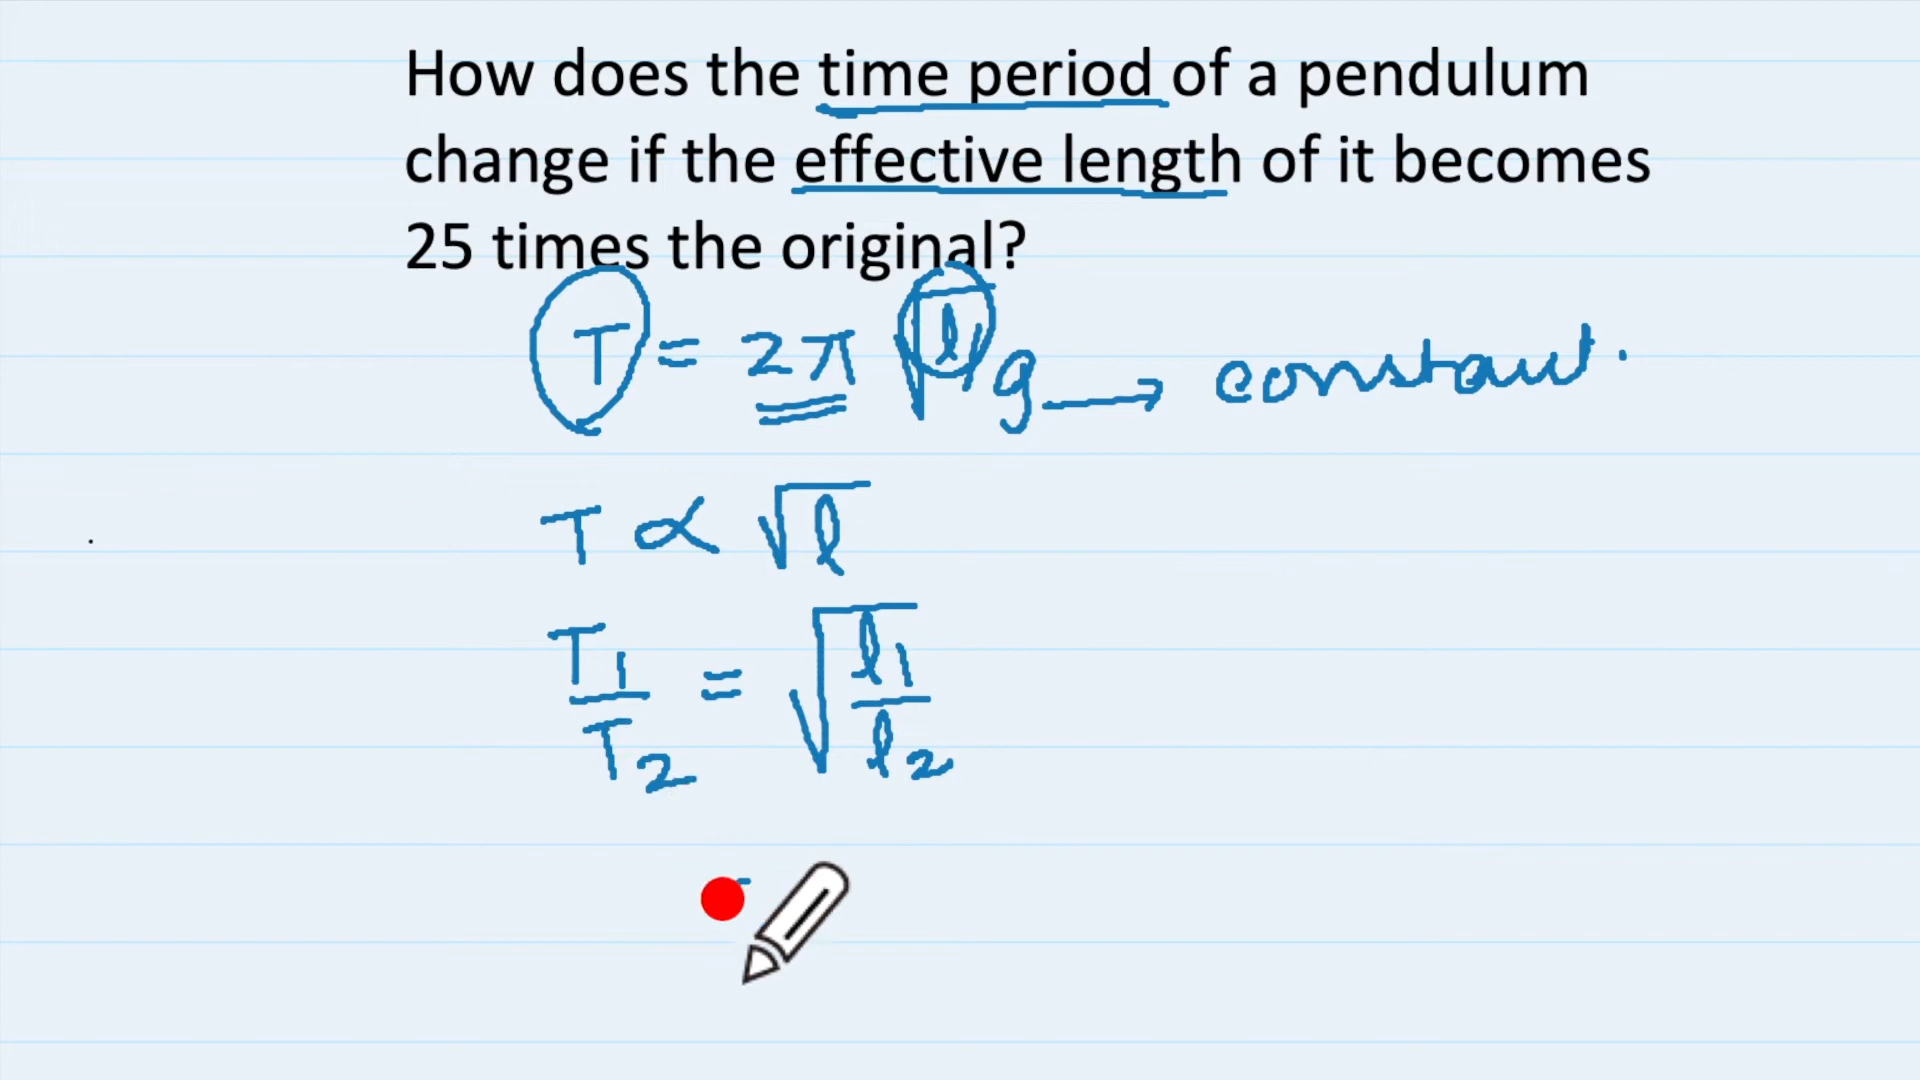 How does the time period of a pendulum
change if the effective length of it becomes
25 times the original?
T = 2π √l/g → constant.
T ∝ √l
T1/T2 = √l1/l2